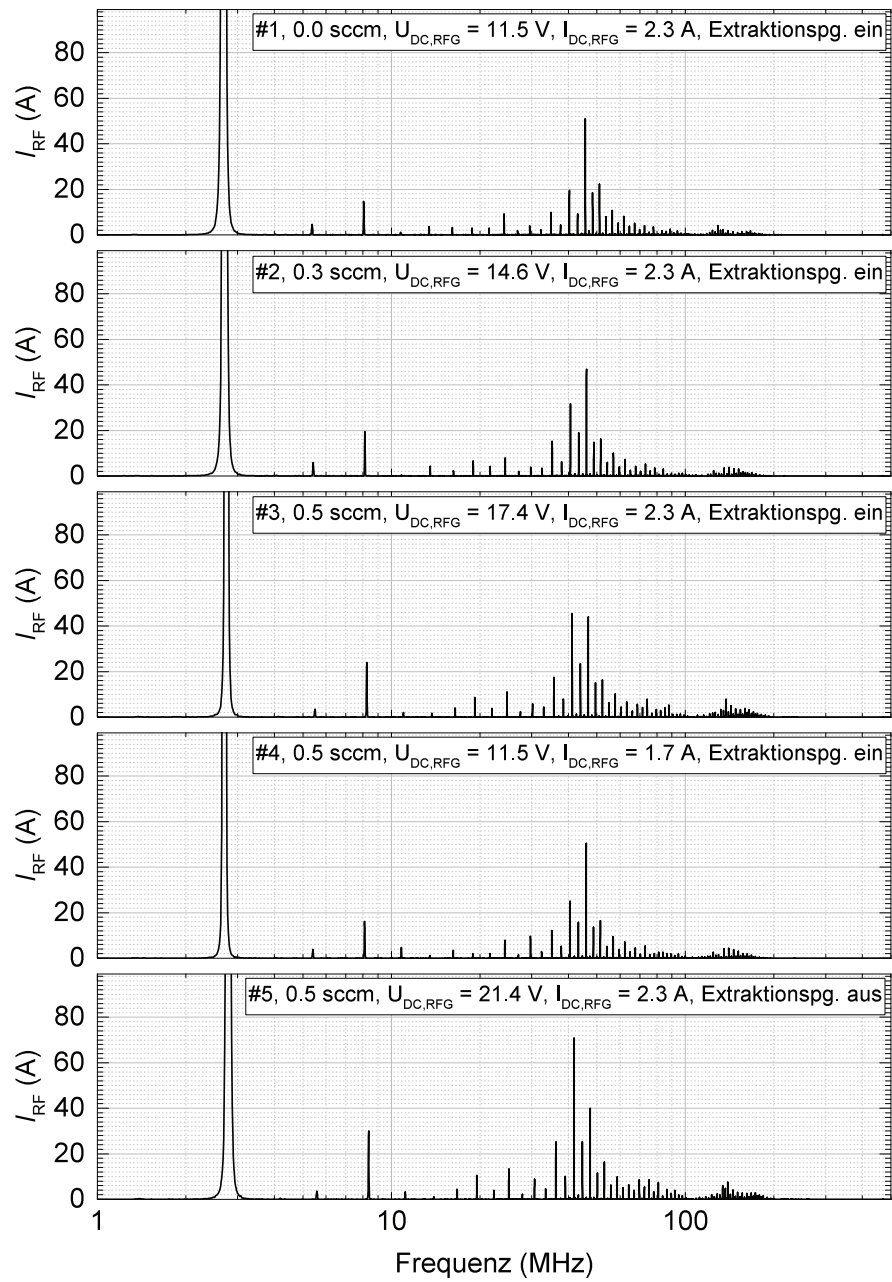 #1, 0.0 sccm, U_DC,RFG = 11.5 V, I_DC,RFG = 2.3 A, Extraktionspg. ein
80
60
40
20
0
I_RF (A)
#2, 0.3 sccm, U_DC,RFG = 14.6 V, I_DC,RFG = 2.3 A, Extraktionspg. ein
80
60
40
20
0
I_RF (A)
#3, 0.5 sccm, U_DC,RFG = 17.4 V, I_DC,RFG = 2.3 A, Extraktionspg. ein
80
60
40
20
0
I_RF (A)
#4, 0.5 sccm, U_DC,RFG = 11.5 V, I_DC,RFG = 1.7 A, Extraktionspg. ein
80
60
40
20
0
I_RF (A)
#5, 0.5 sccm, U_DC,RFG = 21.4 V, I_DC,RFG = 2.3 A, Extraktionspg. aus
80
60
40
20
0
I_RF (A)
1 10 100
Frequenz (MHz)